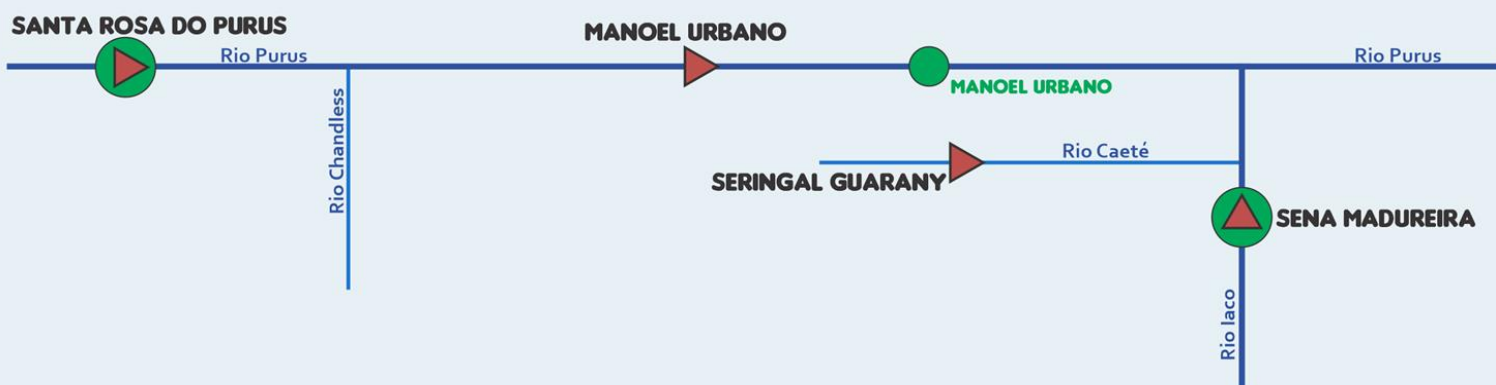 SANTA ROSA DO PURUS
MANOEL URBANO
Rio Purus
Rio Purus
MANOEL URBANO
Rio Chandless
Rio Caeté
SERINGAL GUARANY
SENA MADUREIRA
Rio Iaco